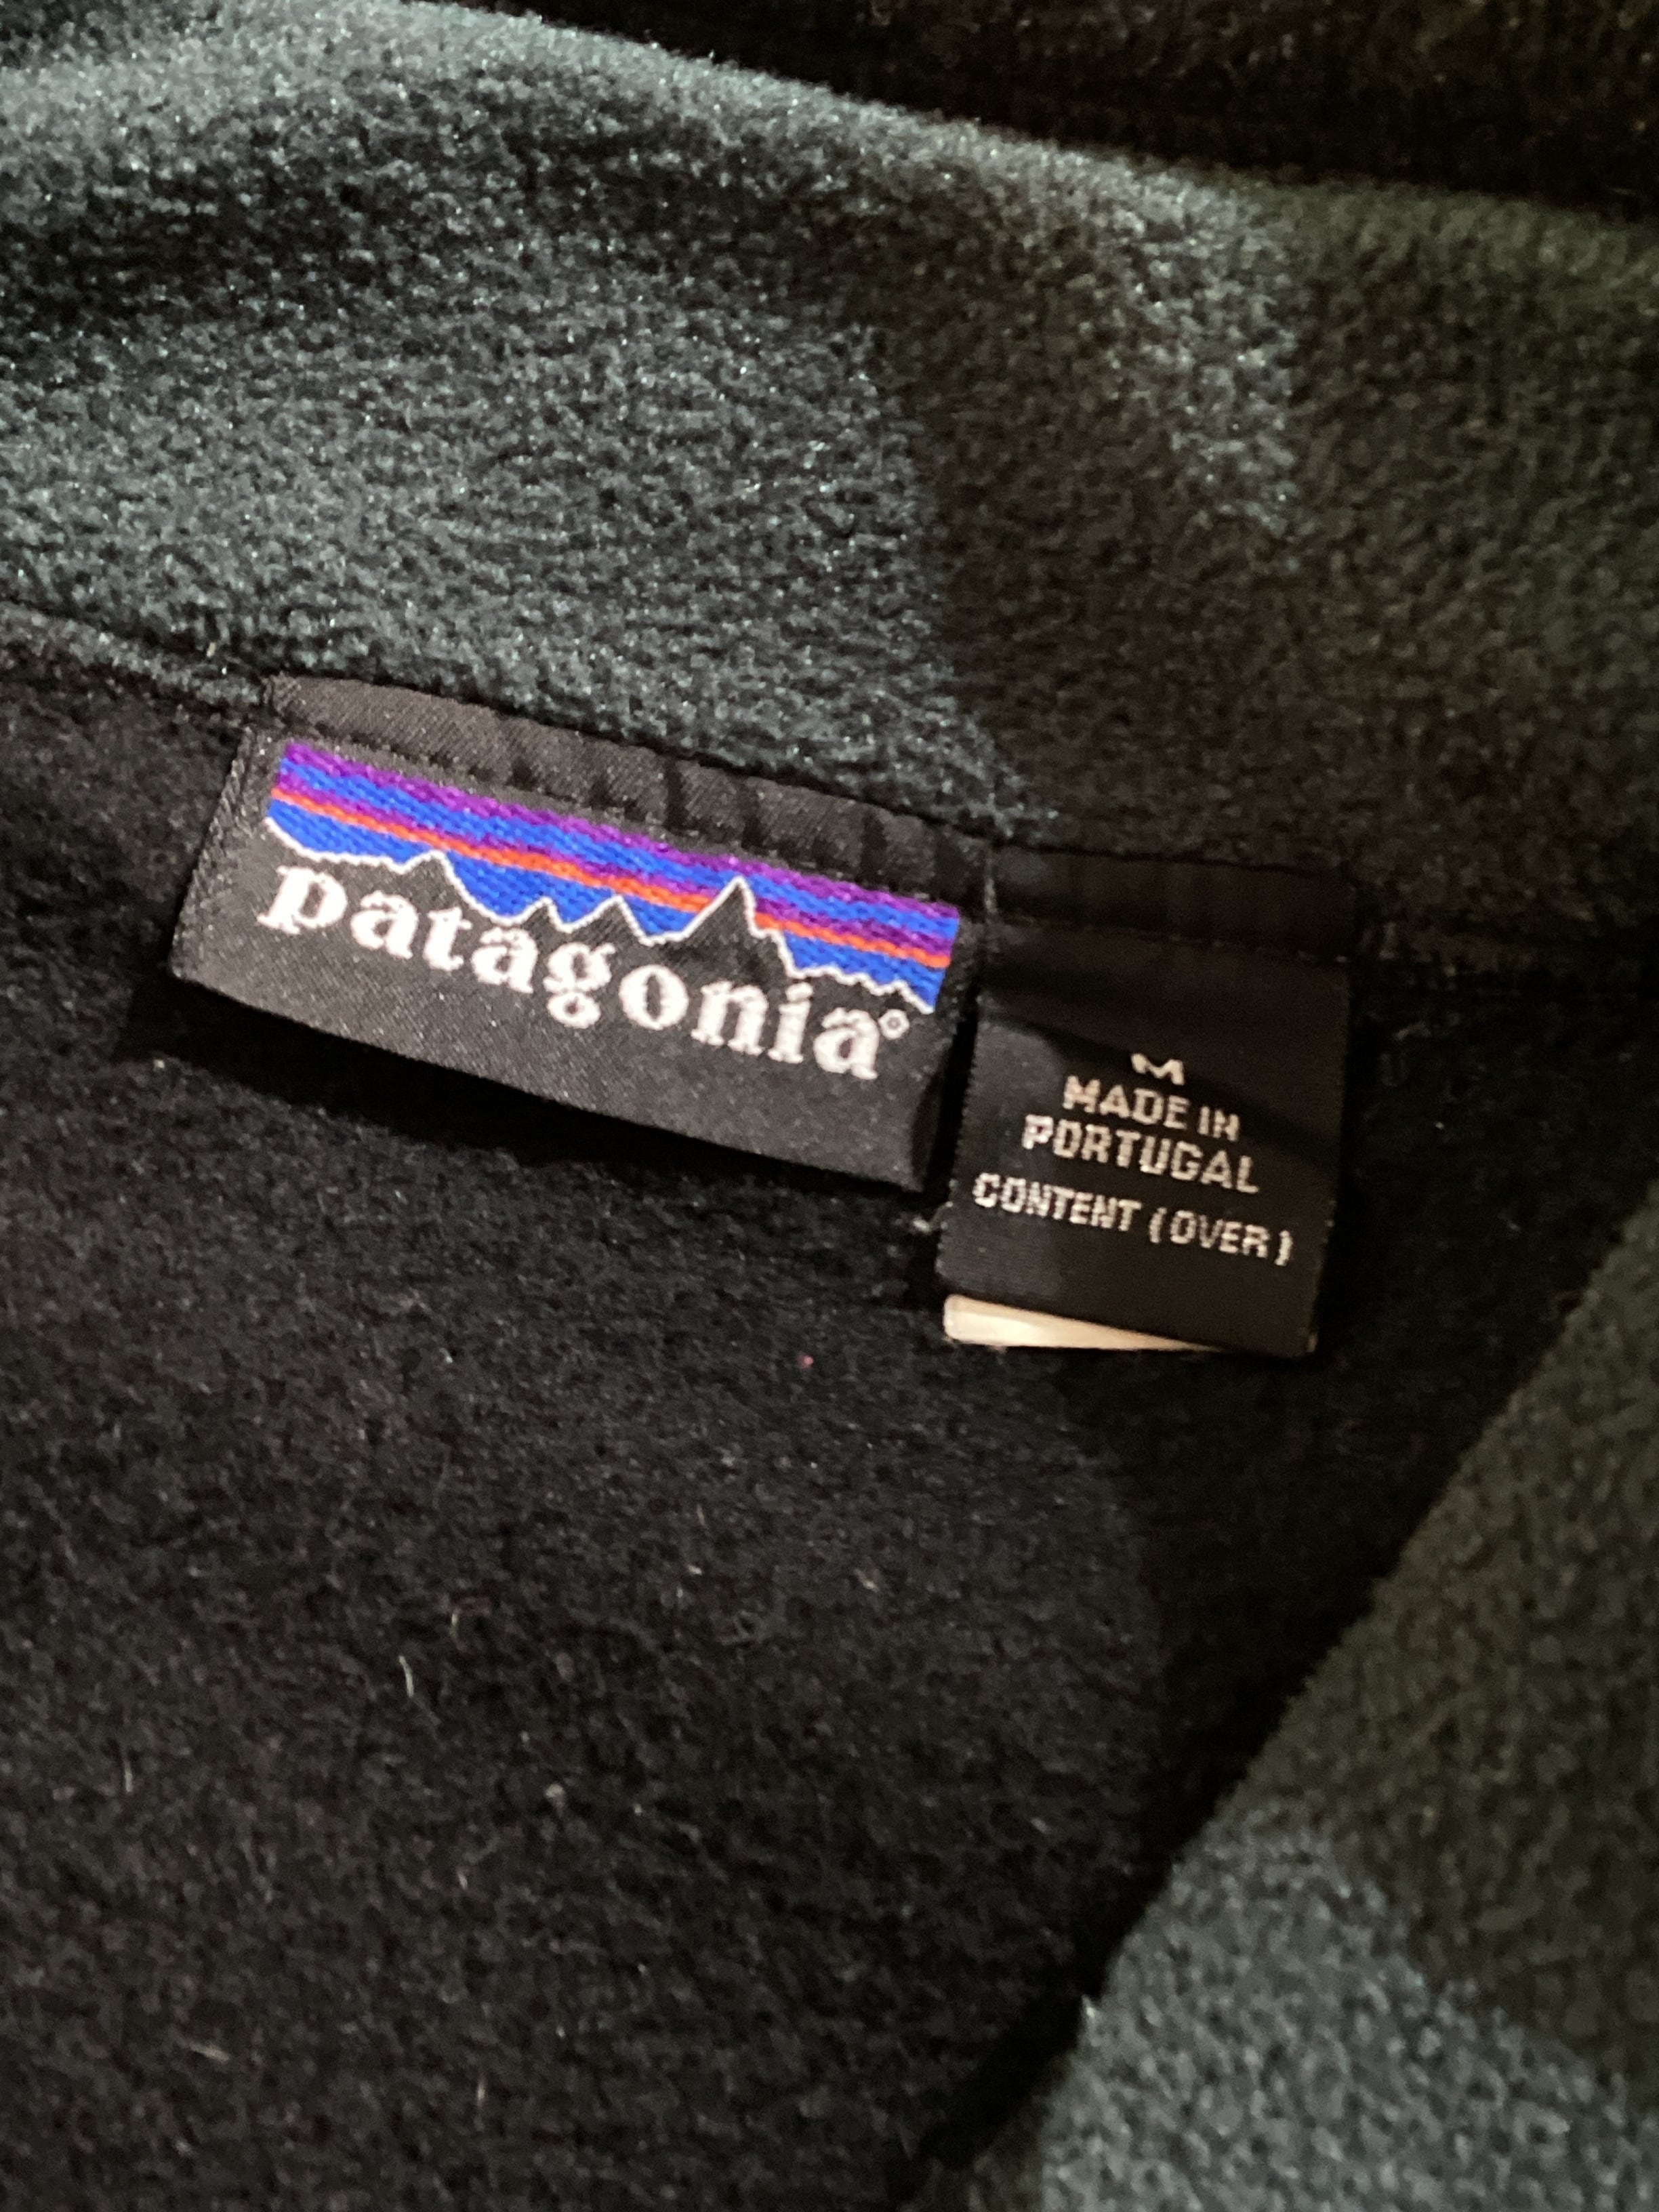 patagonia®
M
MADE IN
PORTUGAL
CONTENT (OVER)